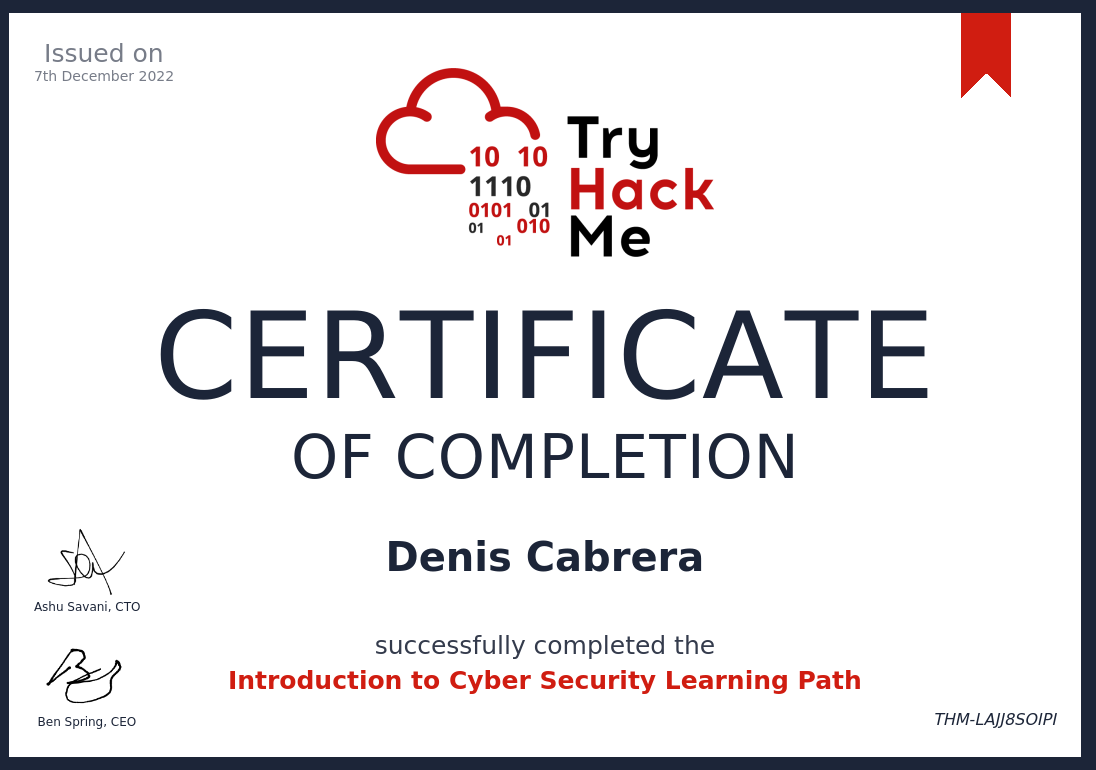 Issued on
7th December 2022
10 10
1110
0101 01
01 010
01
Try
Hack
Me
CERTIFICATE
OF COMPLETION
Denis Cabrera
Ashu Savani, CTO
successfully completed the
Introduction to Cyber Security Learning Path
Ben Spring, CEO
THM-LAJJ8SOIPI